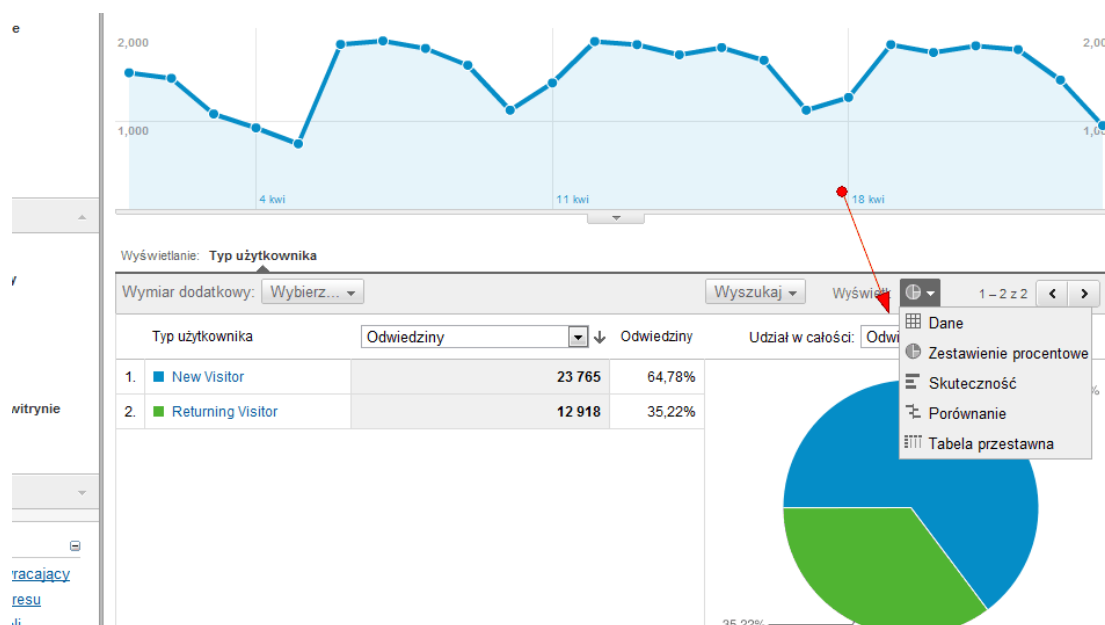 e
2,000
2,00
1,000
1,00
4 kwi
11 kwi
18 kwi
Wyświetlanie: Typ użytkownika
Wymiar dodatkowy: Wybierz...
Wyszukaj
Wyświetl:
1 – 2 z 2
Typ użytkownika
Odwiedziny
Odwiedziny
Udział w całości:
Odwi
1. New Visitor 23 765 64,78%
2. Returning Visitor 12 918 35,22%
Dane
Zestawienie procentowe
Skuteczność
Porównanie
Tabela przestawna
%
y
witrynie
racający
resu
35,22%